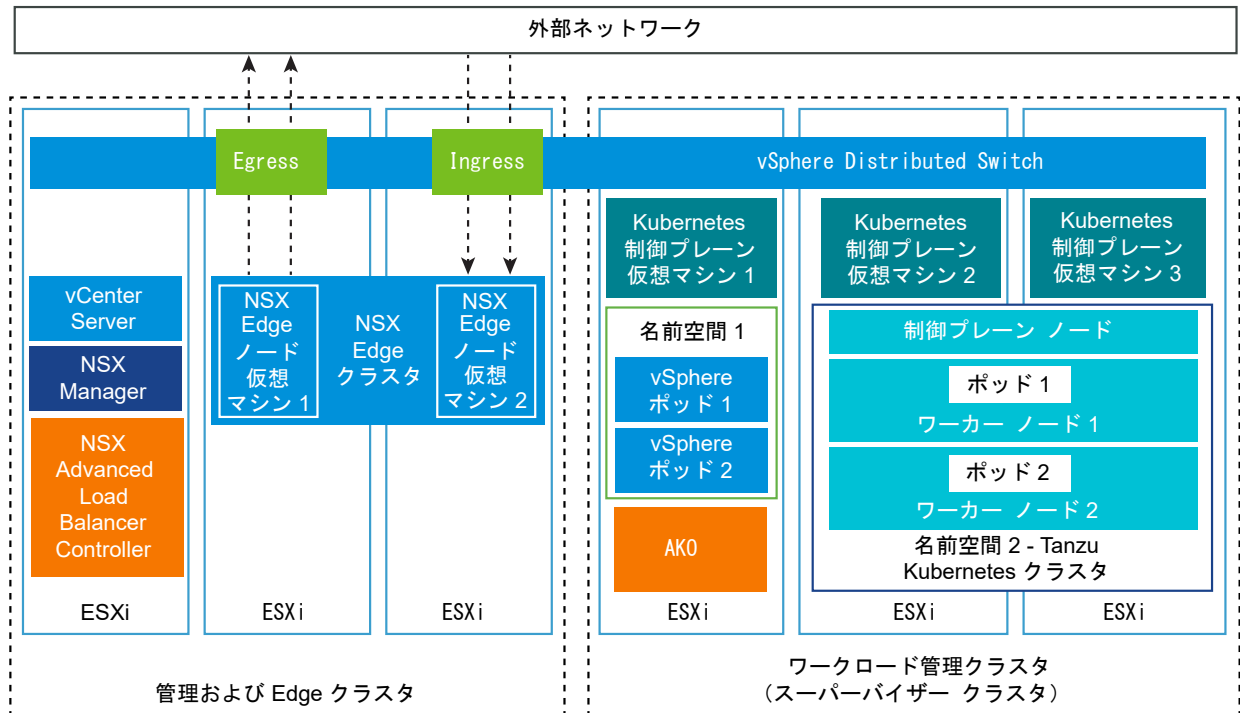 外部ネットワーク
Egress
Ingress
vSphere Distributed Switch
vCenter
Server
NSX
Manager
NSX
Advanced
Load
Balancer
Controller
ESXi
NSX
Edge
ノード
仮想
マシン 1
NSX
Edge
クラスタ
NSX
Edge
ノード
仮想
マシン 2
ESXi
ESXi
管理および Edge クラスタ
Kubernetes
制御プレーン
仮想マシン 1
Kubernetes
制御プレーン
仮想マシン 2
Kubernetes
制御プレーン
仮想マシン 3
名前空間 1
vSphere
ポッド 1
vSphere
ポッド 2
AKO
ESXi
制御プレーン ノード
ポッド 1
ワーカー ノード 1
ポッド 2
ワーカー ノード 2
名前空間 2 - Tanzu
Kubernetes クラスタ
ESXi
ESXi
ワークロード管理クラスタ
（スーパーバイザー クラスタ）